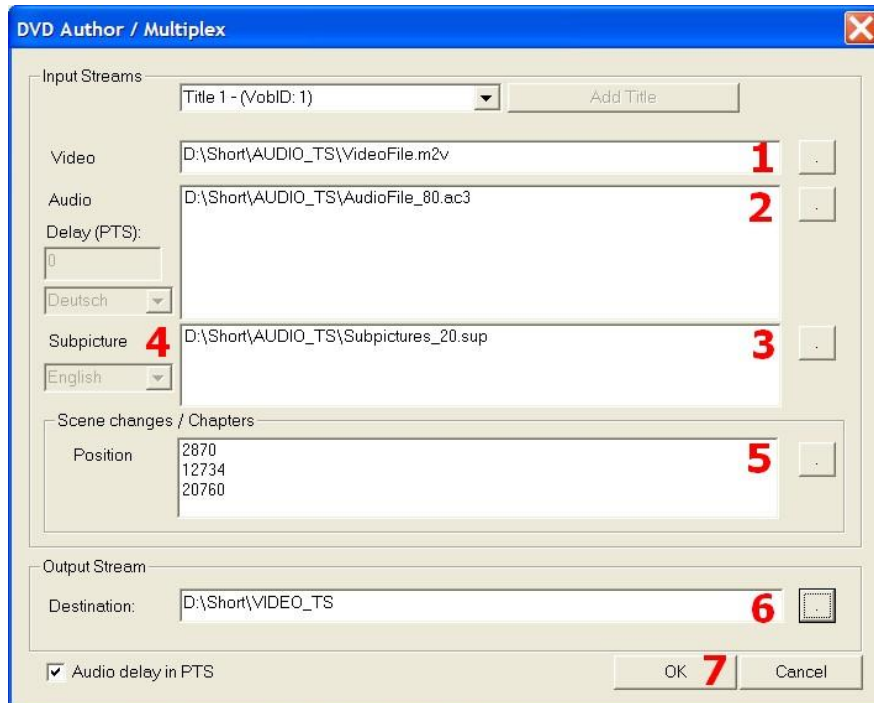 DVD Author / Multiplex
Input Streams
Title 1 - (VobID: 1)
Add Title
Video
D:\Short\AUDIO_TS\VideoFile.m2v
1
.
Audio
D:\Short\AUDIO_TS\AudioFile_80.ac3
2
.
Delay (PTS):
0
Deutsch
Subpicture
4
D:\Short\AUDIO_TS\Subpictures_20.sup
3
.
English
Scene changes / Chapters
Position
2870
12734
20760
5
.
Output Stream
Destination:
D:\Short\VIDEO_TS
6
.
Audio delay in PTS
OK
7
Cancel